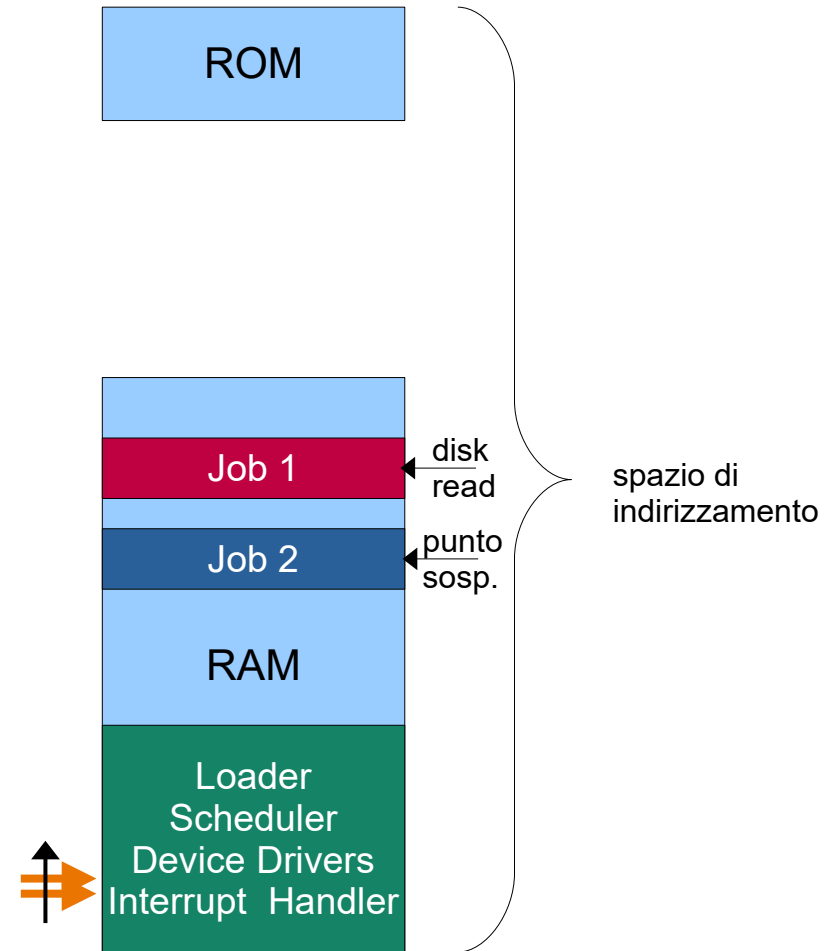 ROM
Job 1
disk
read
spazio di
indirizzamento
Job 2
punto
sosp.
RAM
Loader
Scheduler
Device Drivers
Interrupt Handler